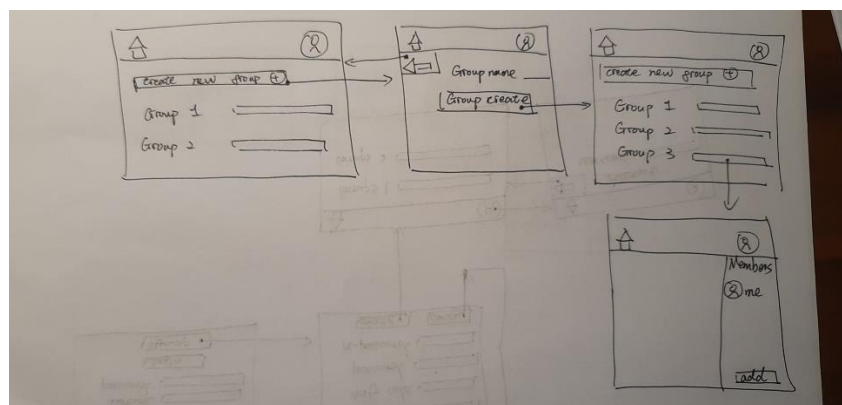 create new group
Group 1
Group 2
Group name
Group create
create new group
Group 1
Group 2
Group 3
Members
me
add